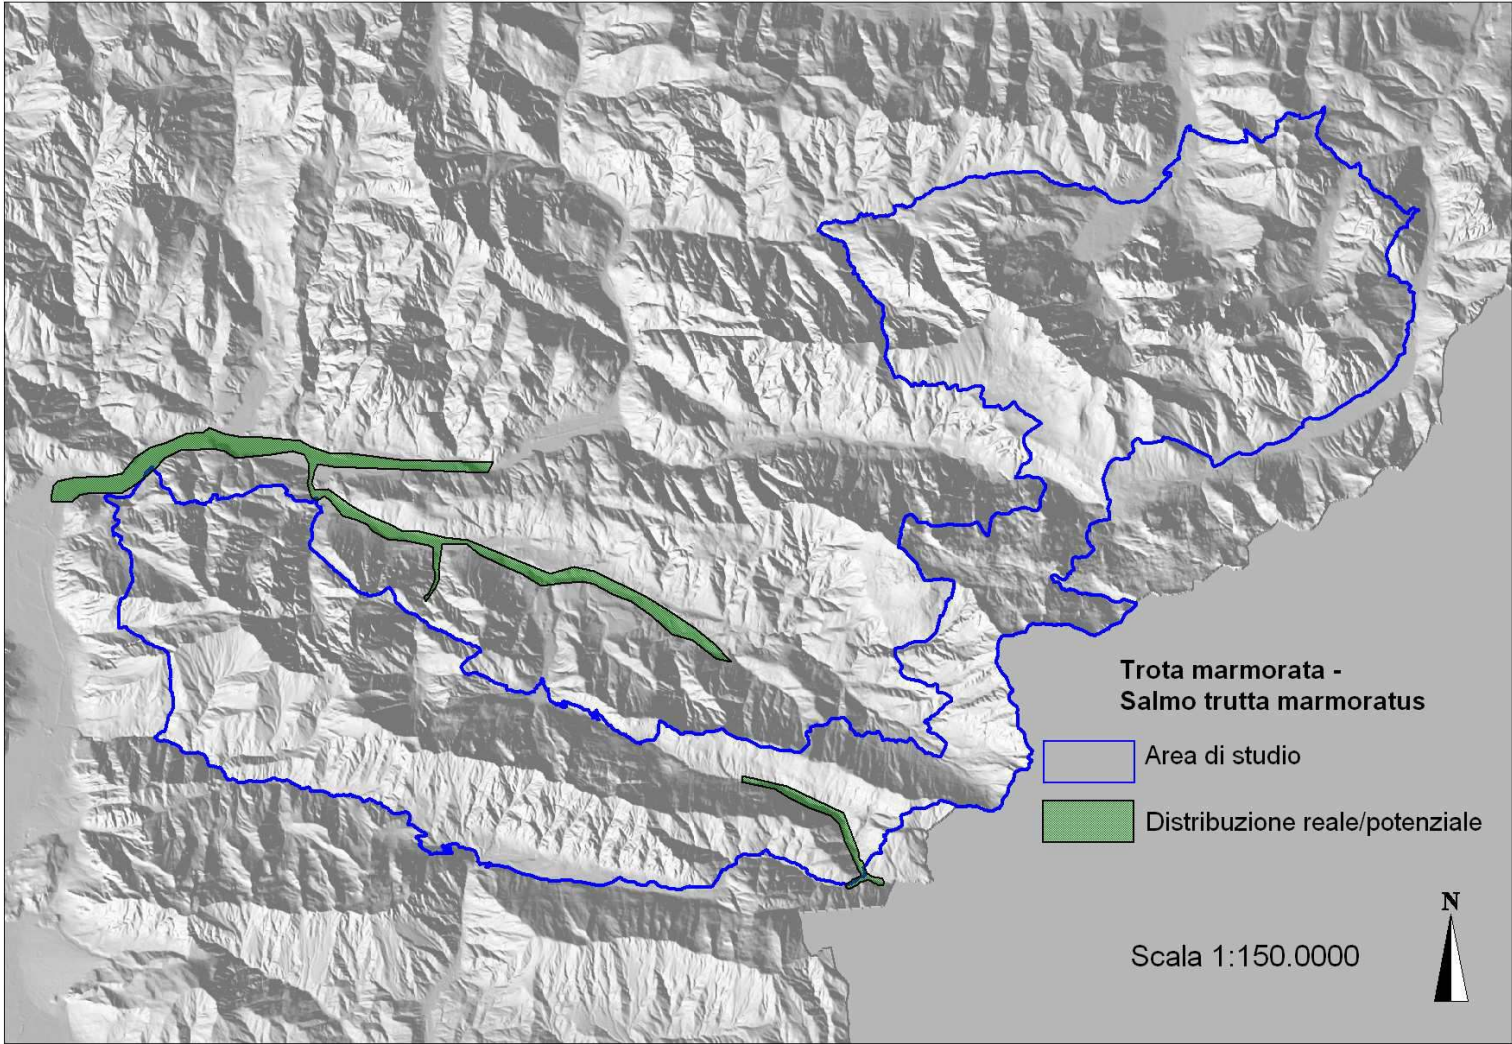 Trota marmorata -
Salmo trutta marmoratus
Area di studio
Distribuzione reale/potenziale
N
Scala 1:150.0000